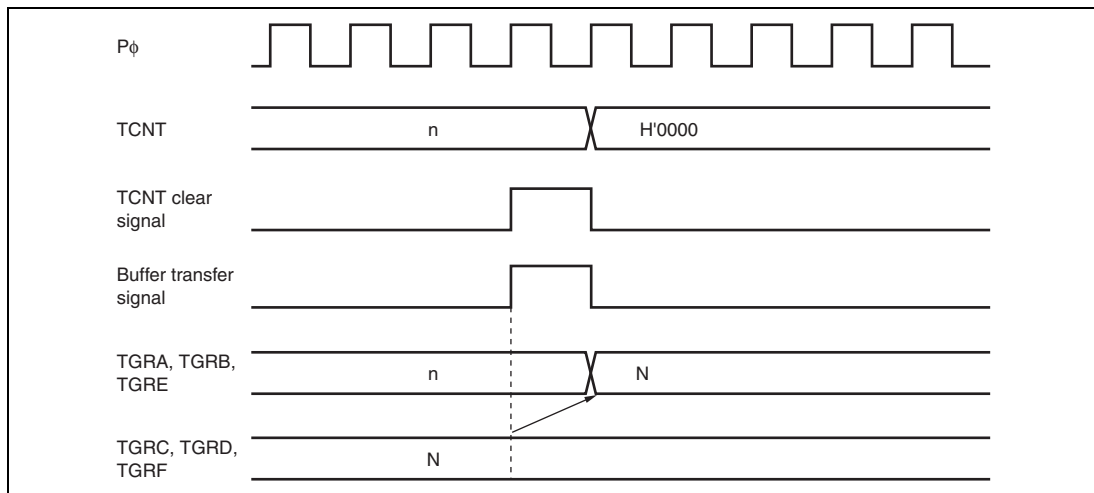 Pφ
TCNT
n
H'0000
TCNT clear
signal
Buffer transfer
signal
TGRA, TGRB,
TGRE
n
N
TGRC, TGRD,
TGRF
N